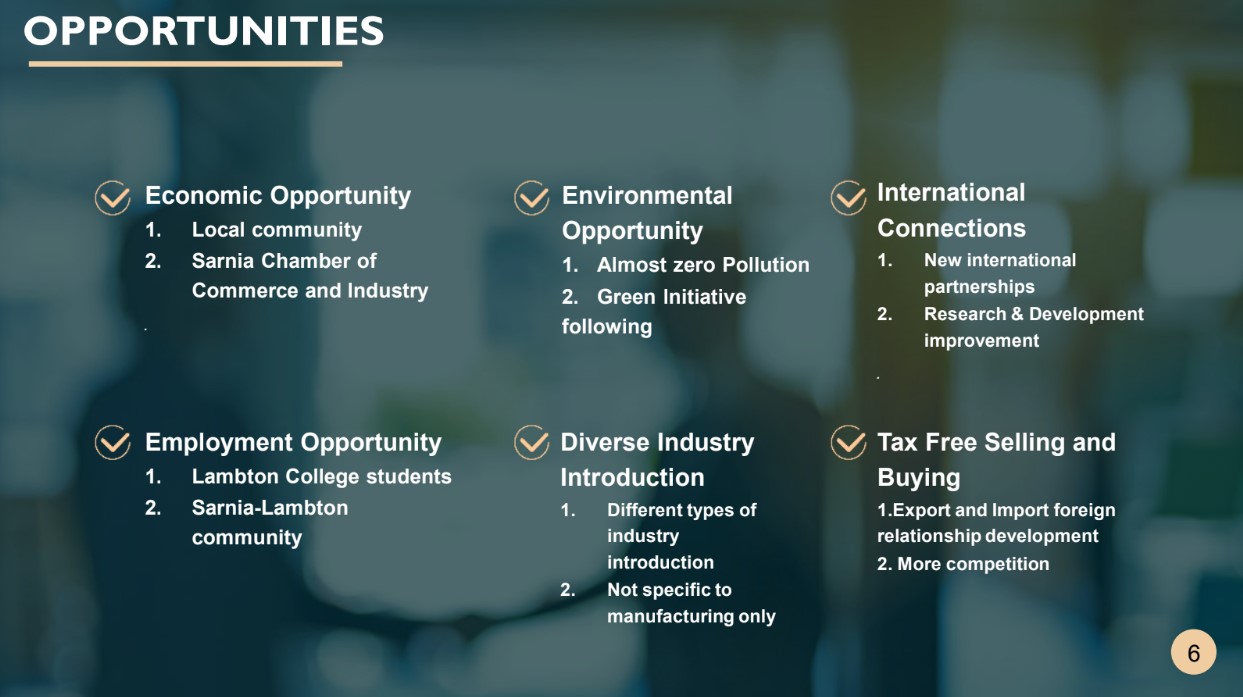 OPPORTUNITIES
Economic Opportunity
1. Local community
2. Sarnia Chamber of
Commerce and Industry
.
Environmental
Opportunity
1. Almost zero Pollution
2. Green Initiative
following
International
Connections
1. New international
partnerships
2. Research & Development
improvement
.
Employment Opportunity
1. Lambton College students
2. Sarnia-Lambton
community
Diverse Industry
Introduction
1. Different types of
industry
introduction
2. Not specific to
manufacturing only
Tax Free Selling and
Buying
1.Export and Import foreign
relationship development
2. More competition
6